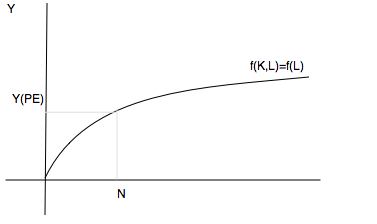 Y
f(K,L)=f(L)
Y(PE)
N